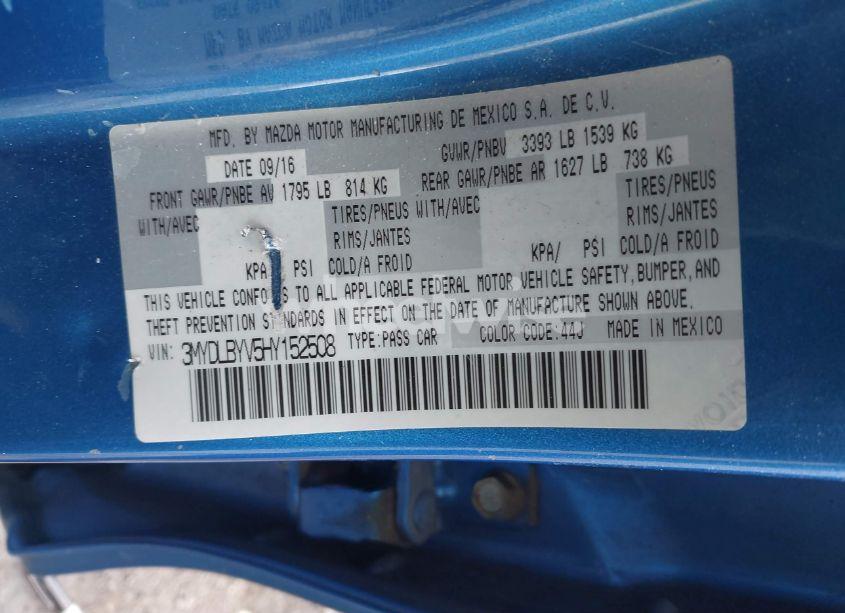 MFD. BY MAZDA MOTOR MANUFACTURING DE MEXICO S.A. DE C.V.
DATE 09/16 GVWR/PNBV 3393 LB 1539 KG
FRONT GAWR/PNBE AV 1795 LB 814 KG REAR GAWR/PNBE AR 1627 LB 738 KG
WITH/AVEC TIRES/PNEUS WITH/AVEC TIRES/PNEUS
RIMS/JANTES RIMS/JANTES
KPA/ PSI COLD/A FROID KPA/ PSI COLD/A FROID
THIS VEHICLE CONFO S TO ALL APPLICABLE FEDERAL MOTOR VEHICLE SAFETY, BUMPER, AND
THEFT PREVENTION STANDARDS IN EFFECT ON THE DATE OF MANUFACTURE SHOWN ABOVE.
VIN: 3MYDLBYV5HY152508 TYPE:PASS CAR COLOR CODE:44J MADE IN MEXICO